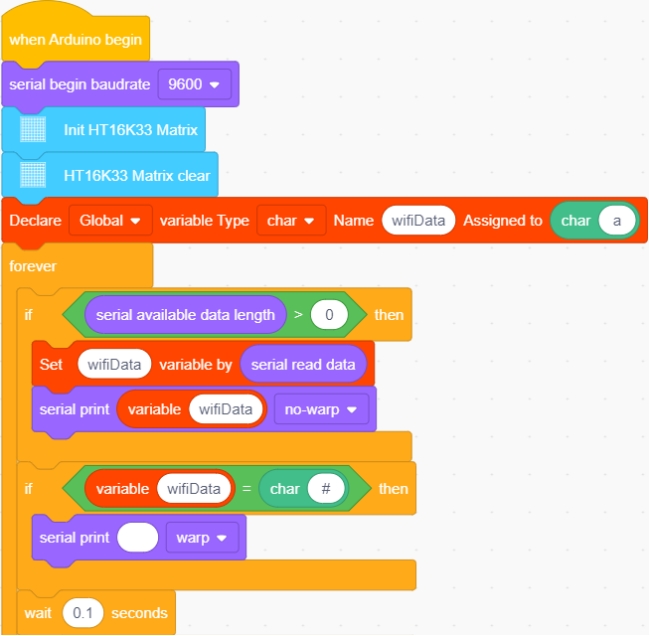 when Arduino begin
serial begin baudrate 9600
Init HT16K33 Matrix
HT16K33 Matrix clear
Declare Global variable Type char Name wifiData Assigned to char a
forever
if serial available data length > 0 then
Set wifiData variable by serial read data
serial print variable wifiData no-warp
if variable wifiData = char # then
serial print warp
wait 0.1 seconds